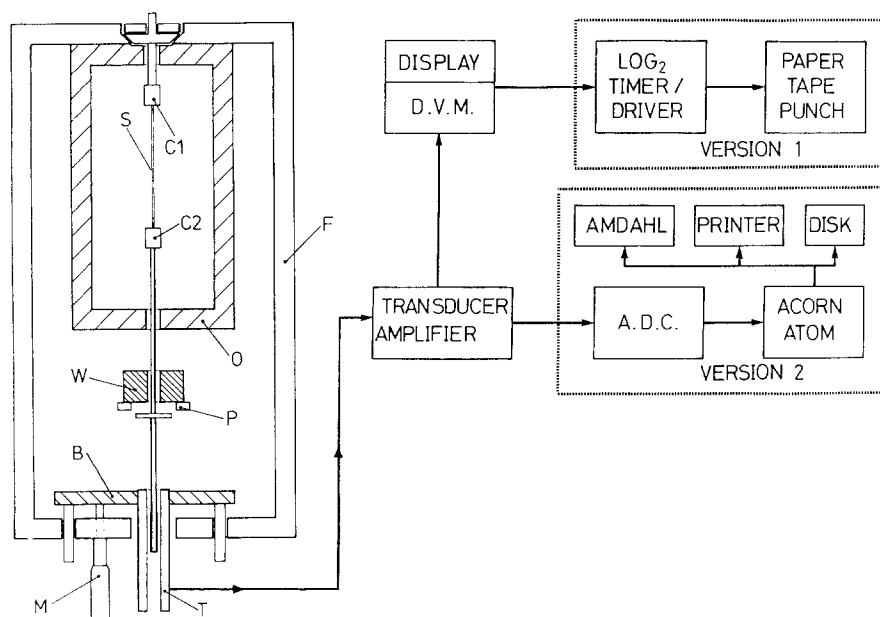 DISPLAY
D.V.M.
LOG₂
TIMER /
DRIVER
PAPER
TAPE
PUNCH
VERSION 1
S
C1
C2
F
AMDAHL
PRINTER
DISK
TRANSDUCER
AMPLIFIER
A.D.C.
ACORN
ATOM
VERSION 2
O
W
P
B
M
T